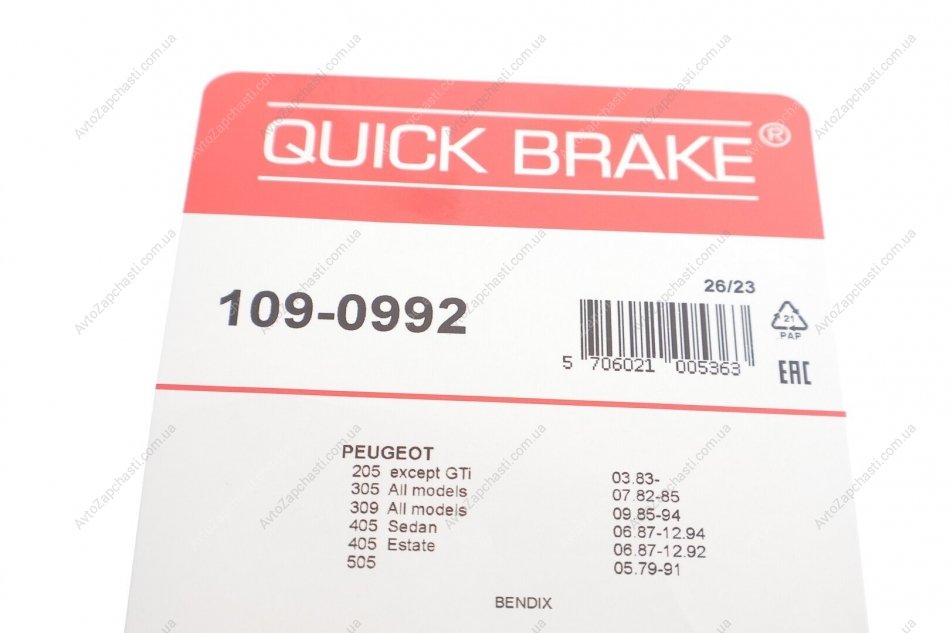 QUICK BRAKE®
26/23
109-0992
5 706021 005363
21
PAP
EAC
PEUGEOT
205 except GTi 03.83-
305 All models 07.82-85
309 All models 09.85-94
405 Sedan 06.87-12.94
405 Estate 06.87-12.92
505 05.79-91
BENDIX
AvtoZapchasti.com.ua